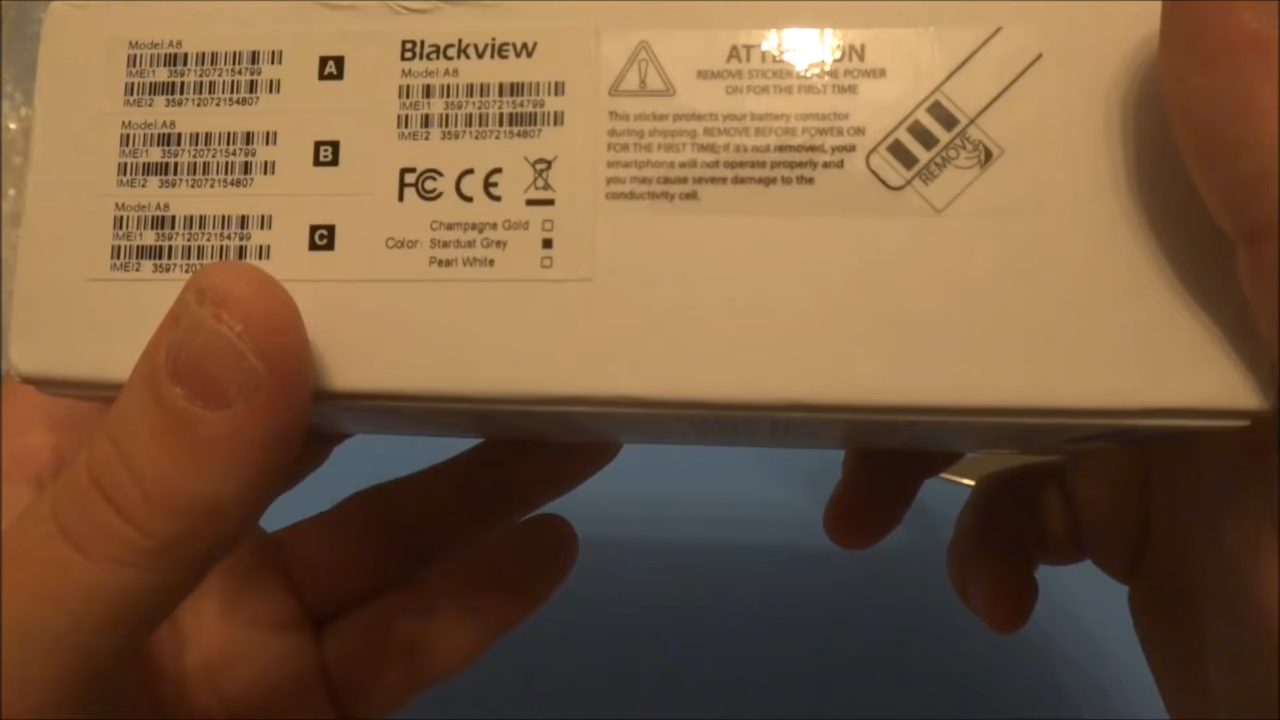 Model:A8
IMEI1: 359712072154799
IMEI2: 359712072154807
A
Model:A8
IMEI1: 359712072154799
IMEI2: 359712072154807
B
Model:A8
IMEI1: 359712072154799
IMEI2: 3597120
C
Blackview
Model:A8
IMEI1: 359712072154799
IMEI2: 359712072154807
FC CE
Champagne Gold
Color: Stardust Grey
Pearl White
REMOVE STICKER POWER
ON FOR THE FIRST TIME
This sticker protects your battery contactor
during shipping. REMOVE BEFORE POWER ON
FOR THE FIRST TIME; if it's not removed, your
smartphone will not operate properly and
you may cause severe damage to the
conductivity cell.
REMOVE